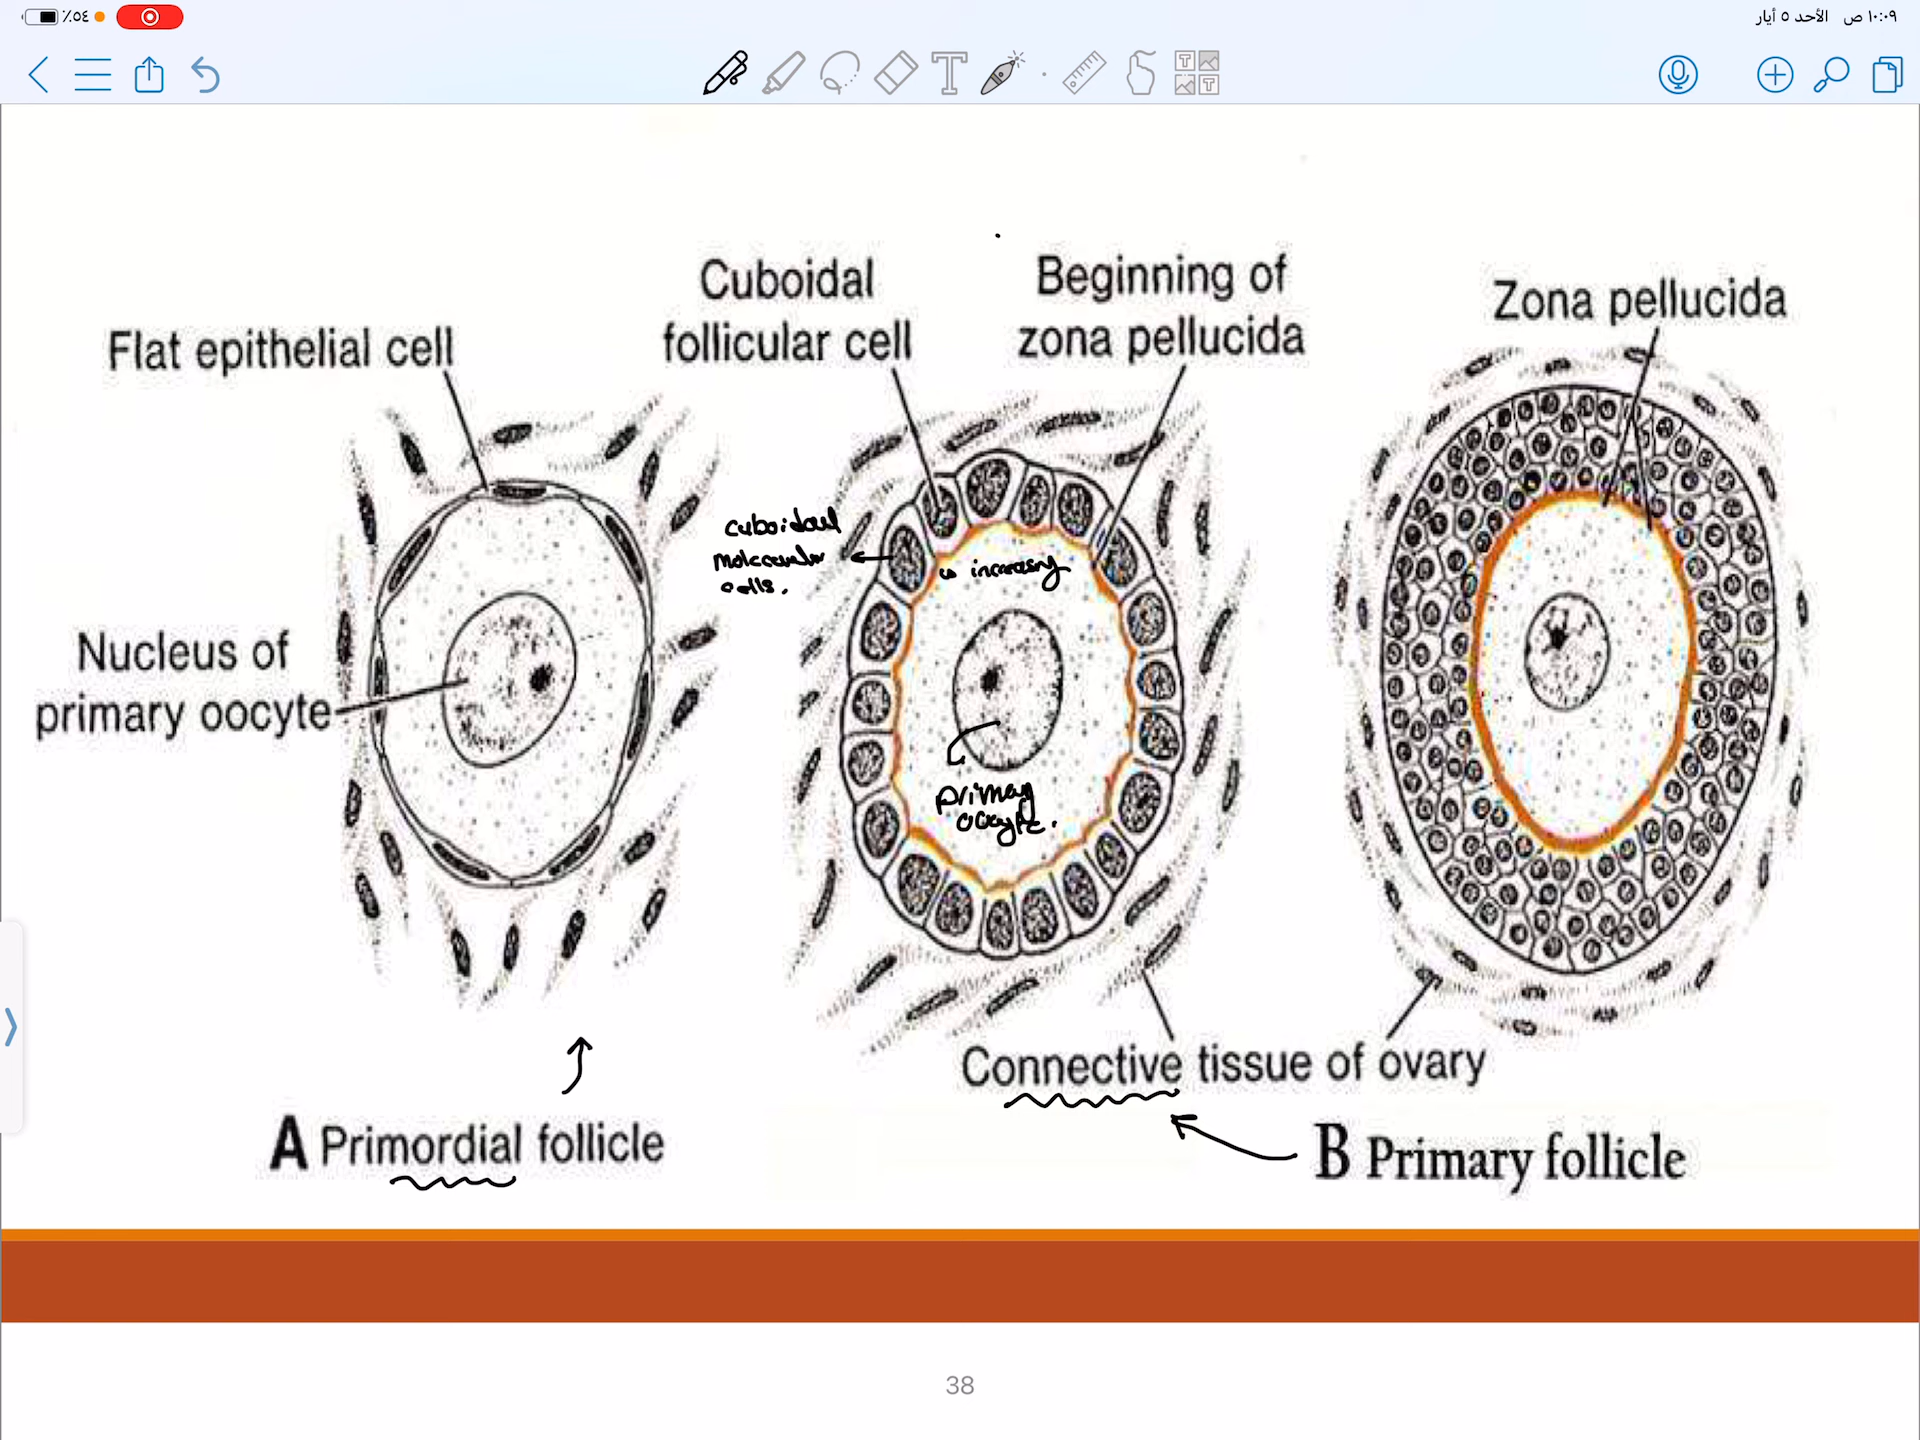 ٪٥٤
١٠:٠٩ ص الأحد ٥ أيار
Flat epithelial cell
Cuboidal
follicular cell
Beginning of
zona pellucida
Zona pellucida
cuboidal
cells.
increasing
Nucleus of
primary oocyte
primary
oocyte.
Connective tissue of ovary
A Primordial follicle
B Primary follicle
38